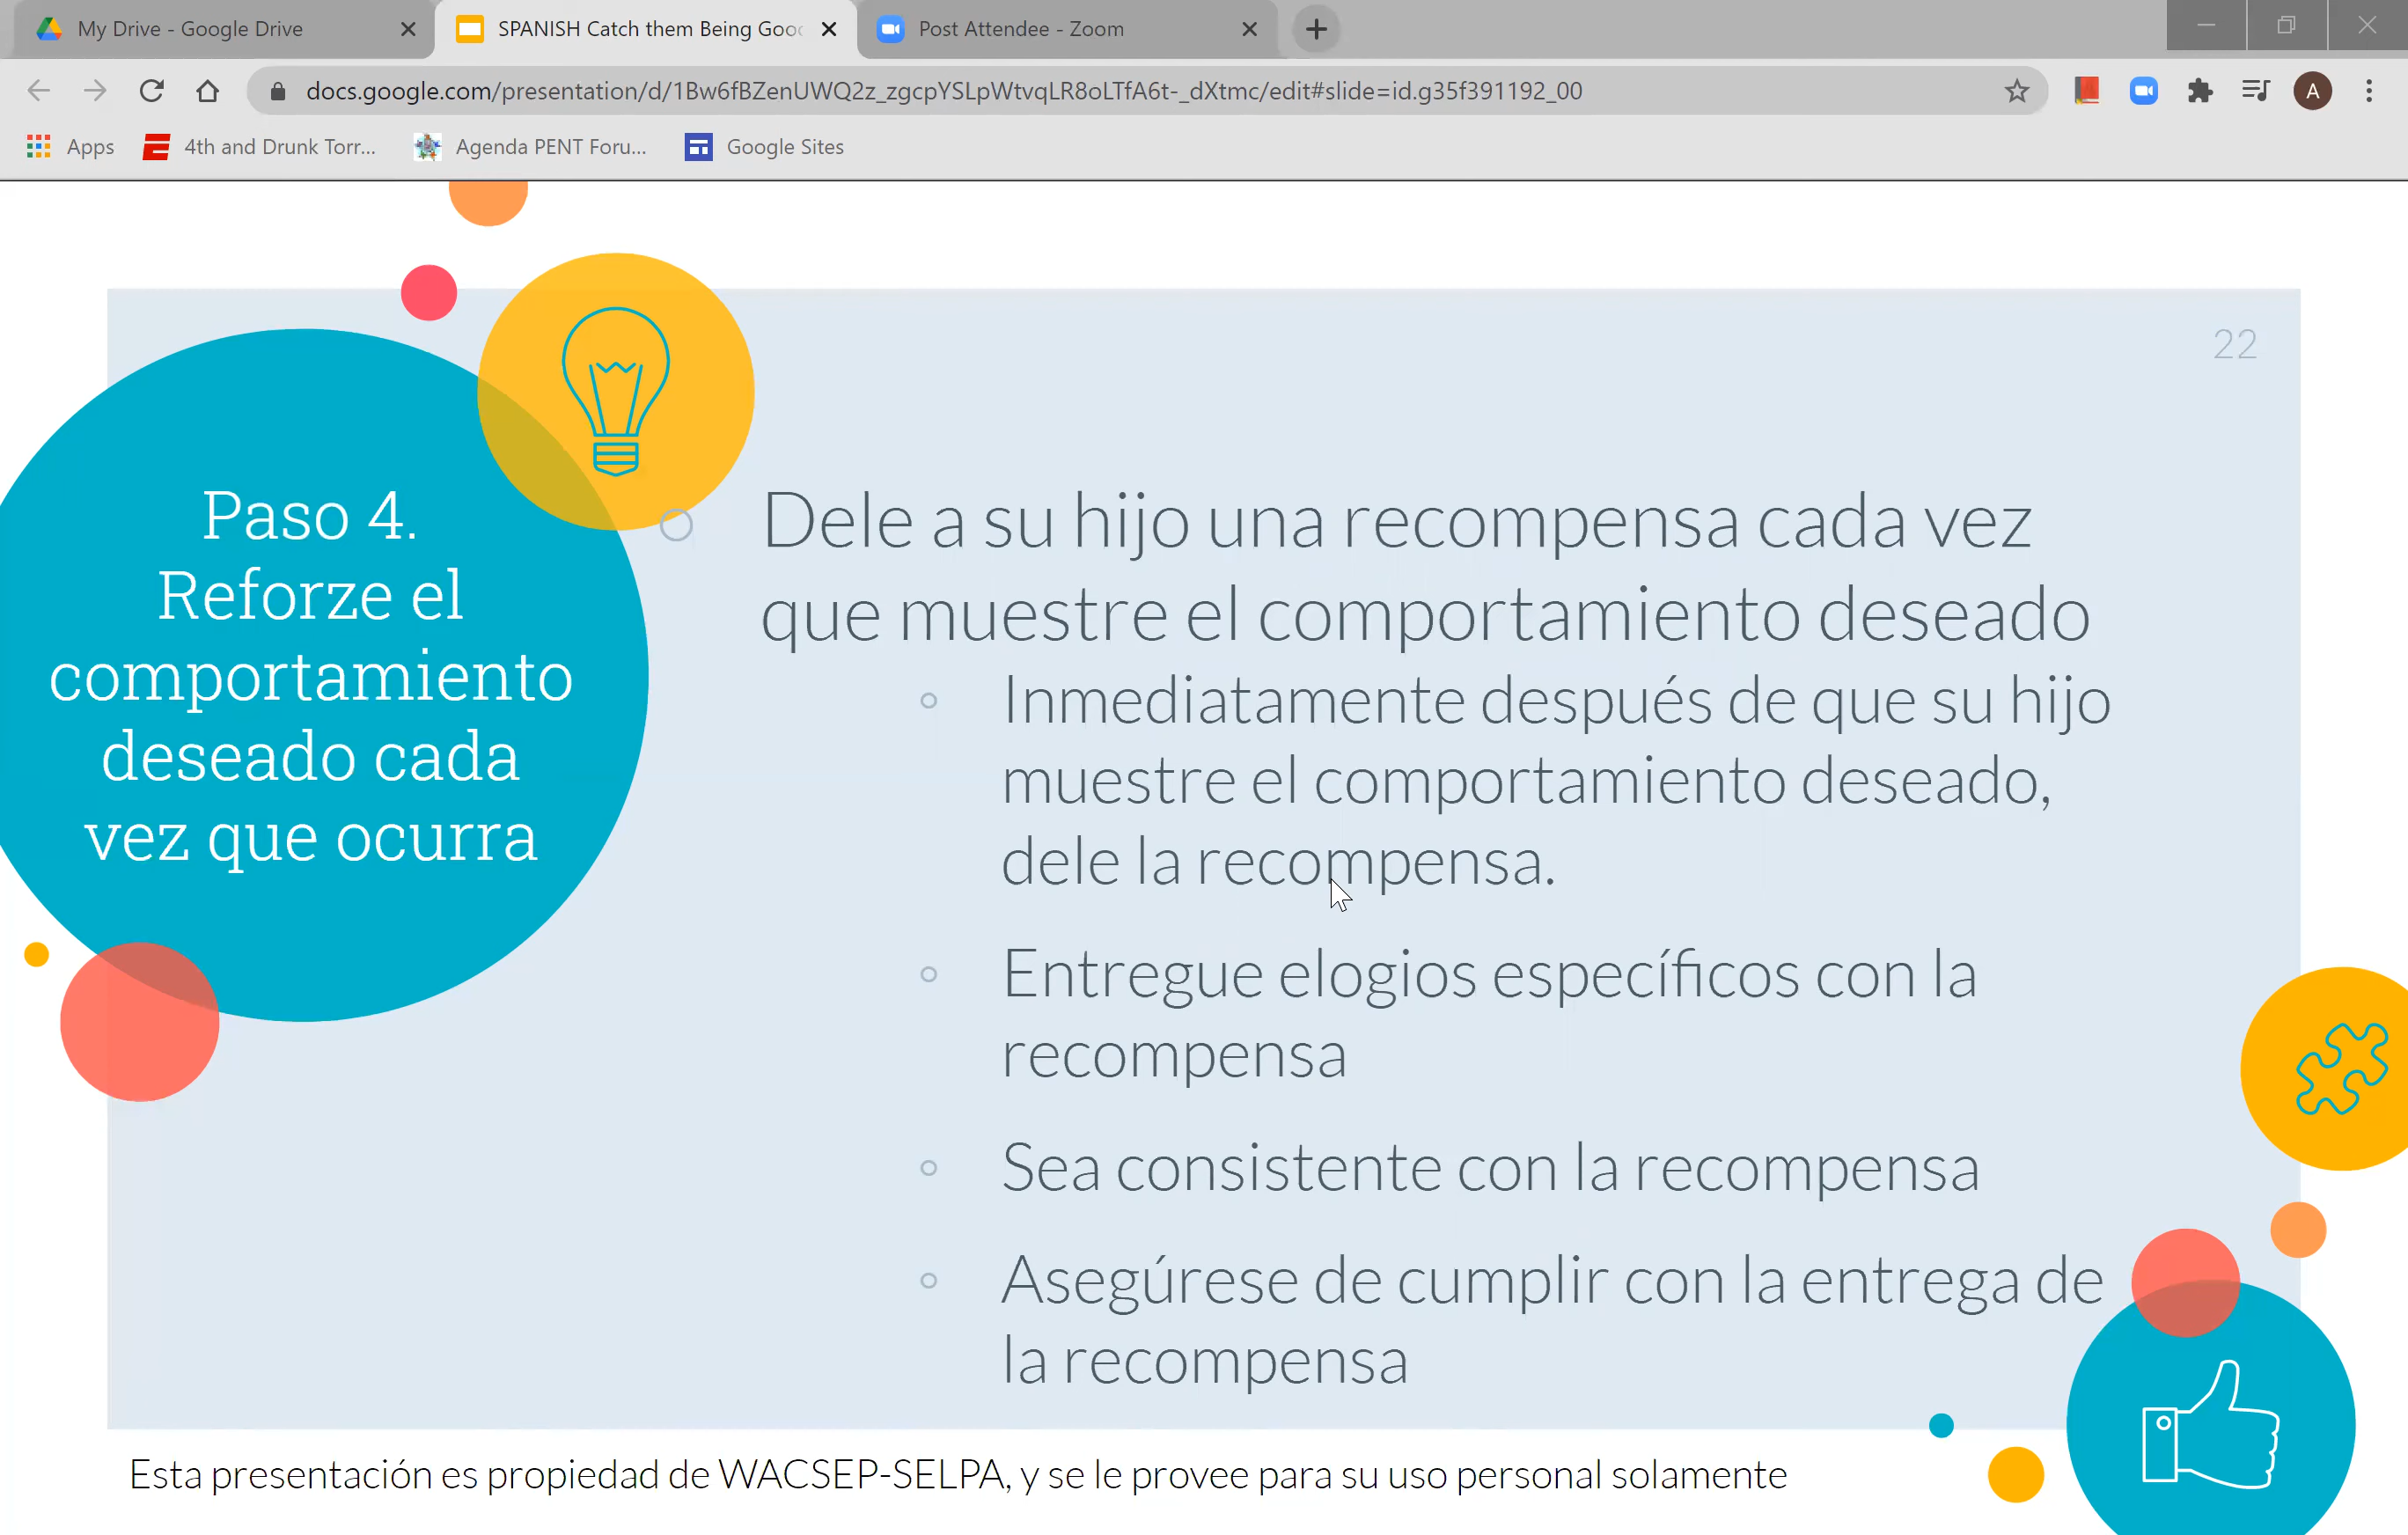 My Drive - Google Drive
SPANISH Catch them Being Goo
Post Attendee - Zoom
docs.google.com/presentation/d/1Bw6fBZenUWQ2z_zgcpYSLpWtvqLR8oLTfA6t-_dXtmc/edit#slide=id.g35f391192_00
A
Apps
4th and Drunk Torr...
Agenda PENT Foru...
Google Sites
22
Paso 4.
Reforze el
comportamiento
deseado cada
vez que ocurra
Dele a su hijo una recompensa cada vez
que muestre el comportamiento deseado
Inmediatamente después de que su hijo
muestre el comportamiento deseado,
dele la recompensa.
Entregue elogios específicos con la
recompensa
Sea consistente con la recompensa
Asegúrese de cumplir con la entrega de
la recompensa
Esta presentación es propiedad de WACSEP-SELPA, y se le provee para su uso personal solamente